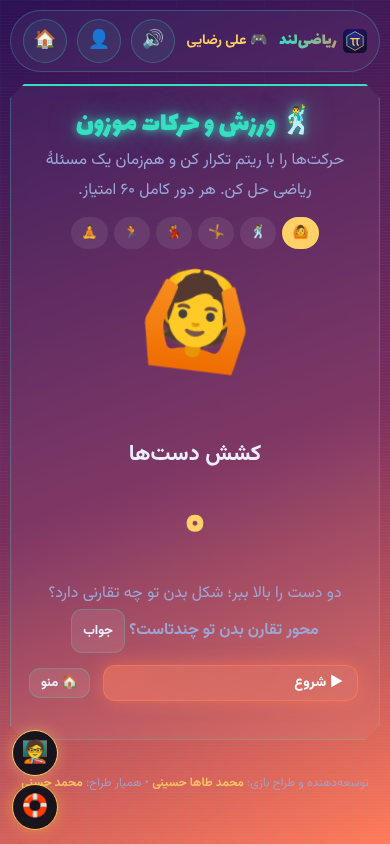 ریاضی‌لند
علی رضایی
ورزش و حرکات موزون
حرکت‌ها را با ریتم تکرار کن و هم‌زمان یک مسئلهٔ
ریاضی حل کن. هر دور کامل ۶۰ امتیاز.
کشش دست‌ها
۰
دو دست را بالا ببر؛ شکل بدن تو چه تقارنی دارد؟
محور تقارن بدن تو چندتاست؟ جواب
▶ شروع
منو
توسعه‌دهنده و طراح بازی: محمد طاها حسینی • همیار طراح: محمد حسنی